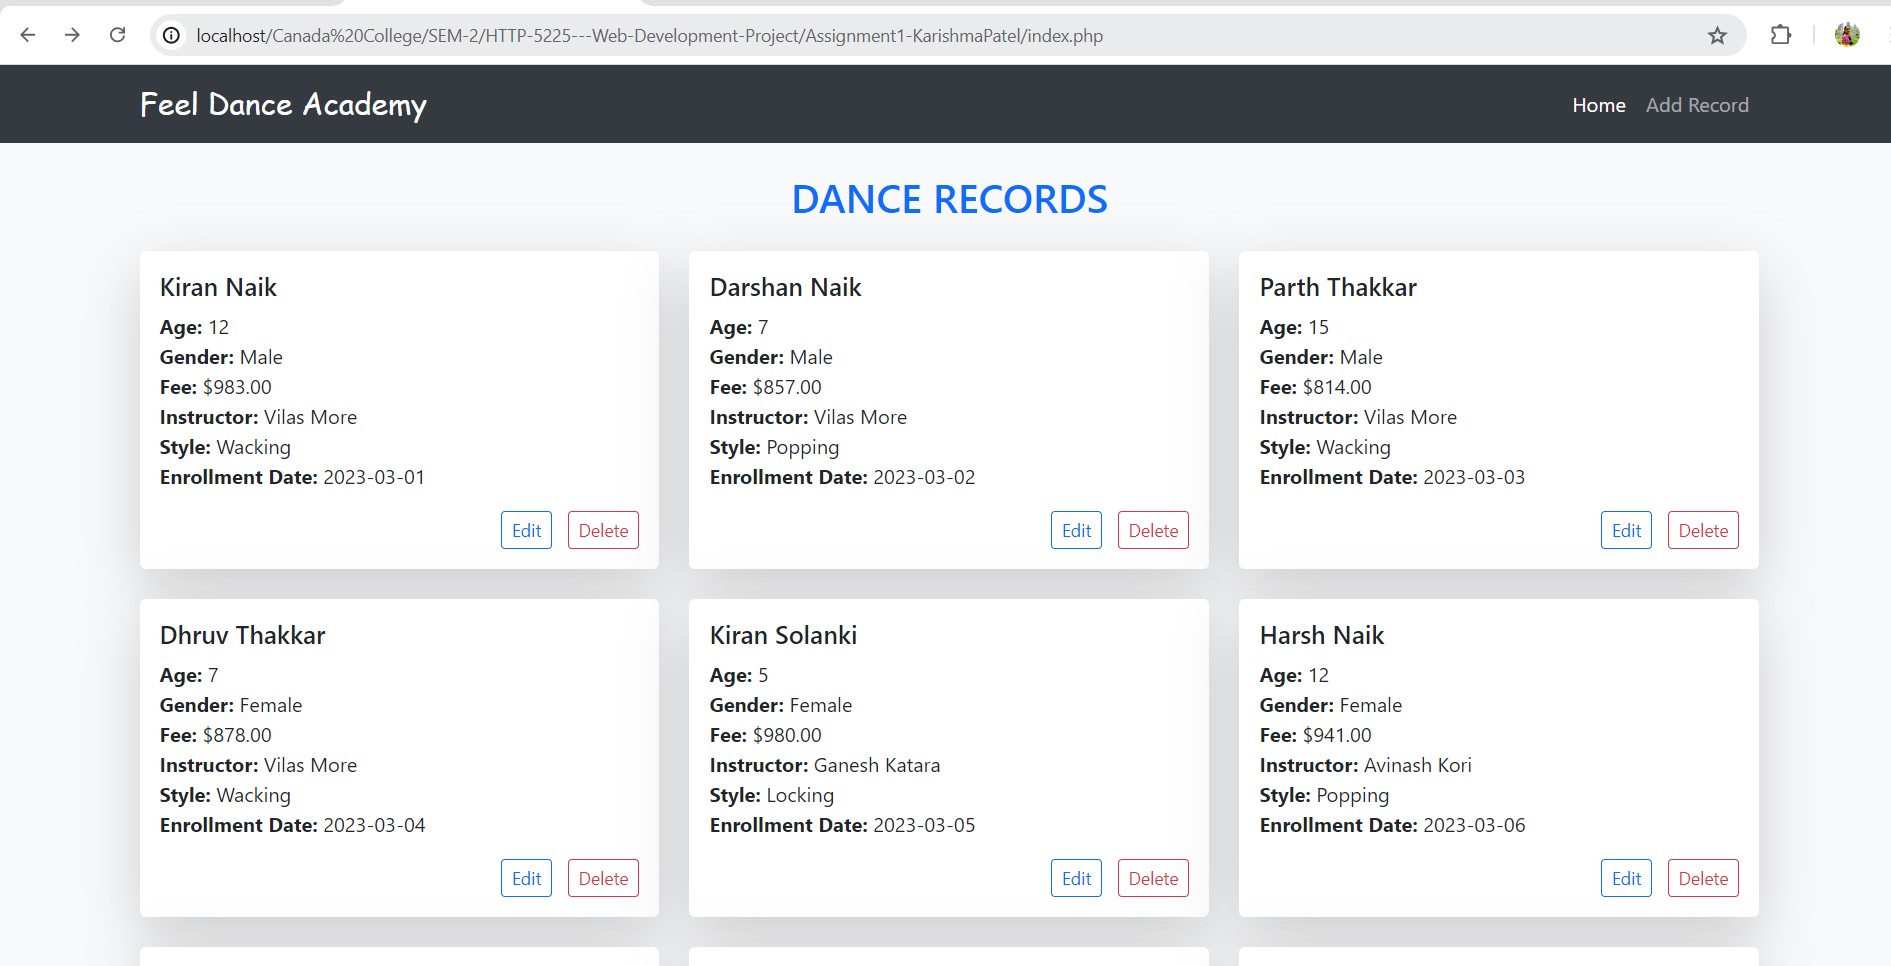 localhost/Canada%20College/SEM-2/HTTP-5225---Web-Development-Project/Assignment1-KarishmaPatel/index.php
Feel Dance Academy
Home Add Record
DANCE RECORDS
Kiran Naik
Age: 12
Gender: Male
Fee: $983.00
Instructor: Vilas More
Style: Wacking
Enrollment Date: 2023-03-01
Edit Delete
Darshan Naik
Age: 7
Gender: Male
Fee: $857.00
Instructor: Vilas More
Style: Popping
Enrollment Date: 2023-03-02
Edit Delete
Parth Thakkar
Age: 15
Gender: Male
Fee: $814.00
Instructor: Vilas More
Style: Wacking
Enrollment Date: 2023-03-03
Edit Delete
Dhruv Thakkar
Age: 7
Gender: Female
Fee: $878.00
Instructor: Vilas More
Style: Wacking
Enrollment Date: 2023-03-04
Edit Delete
Kiran Solanki
Age: 5
Gender: Female
Fee: $980.00
Instructor: Ganesh Katara
Style: Locking
Enrollment Date: 2023-03-05
Edit Delete
Harsh Naik
Age: 12
Gender: Female
Fee: $941.00
Instructor: Avinash Kori
Style: Popping
Enrollment Date: 2023-03-06
Edit Delete